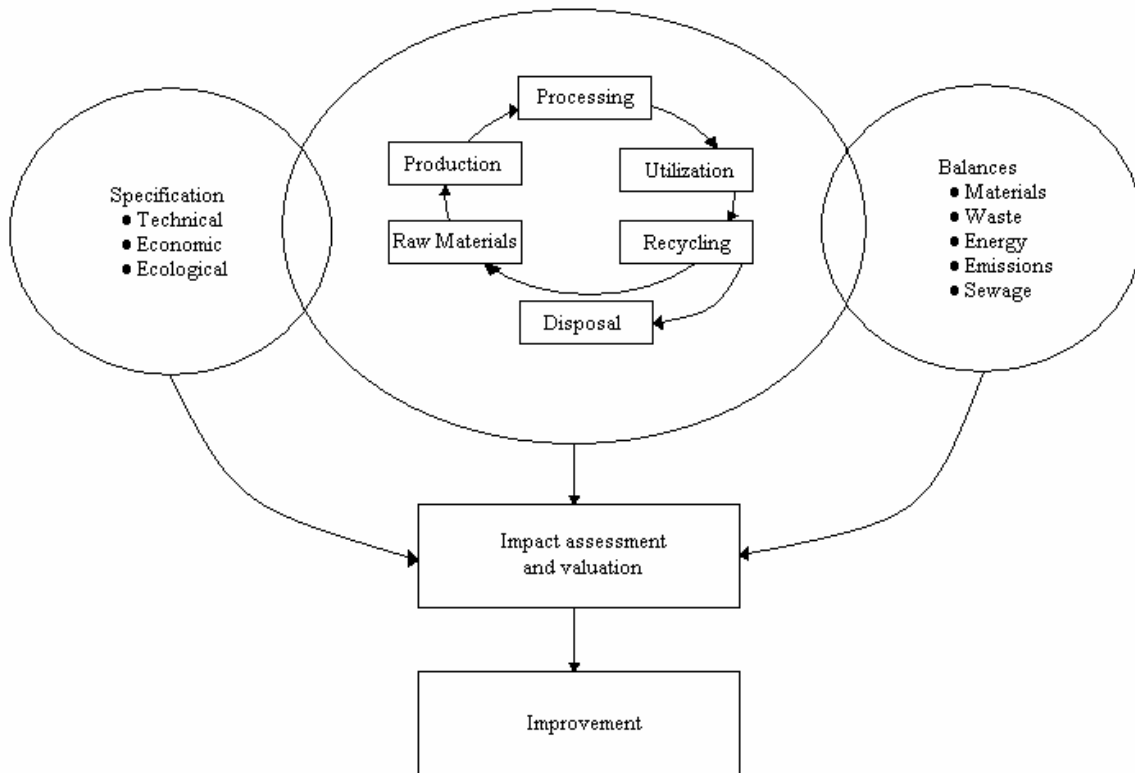 Processing
Production
Utilization
Raw Materials
Recycling
Disposal
Specification
● Technical
● Economic
● Ecological
Balances
● Materials
● Waste
● Energy
● Emissions
● Sewage
Impact assessment
and valuation
Improvement